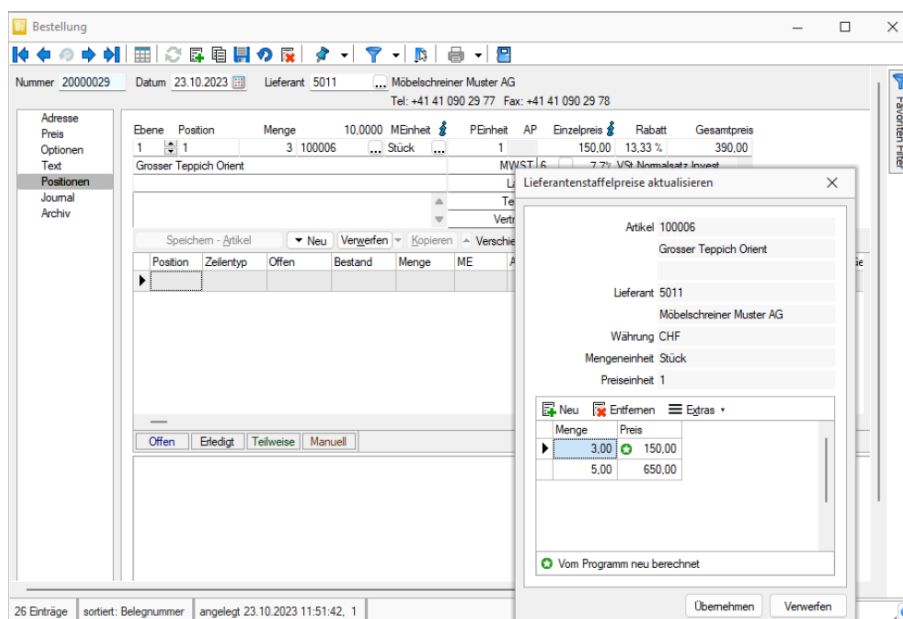 Bestellung
Nummer 20000029 Datum 23.10.2023 Lieferant 5011 ... Möbelschreiner Muster AG
Tel: +41 41 090 29 77 Fax: +41 41 090 29 78
Adresse
Preis
Optionen
Text
Positionen
Journal
Archiv
Ebene Position Menge 10,0000 MEinheit PEinheit AP Einzelpreis Rabatt Gesamtpreis
1 1 3 100006 ... Stück ... 1 150,00 13,33 % 390,00
Grosser Teppich Orient MWST 6 7.7% VSt Normalsatz Invest
Te
Vertr
Speichern - Artikel Neu Verwerfen Kopieren Verschie
Position Zeilentyp Offen Bestand Menge ME
Offen Erledigt Teilweise Manuell
26 Einträge sortiert: Belegnummer angelegt 23.10.2023 11:51:42, 1
Favoriten Filter
Lieferantenstaffelpreise aktualisieren
Artikel 100006
Grosser Teppich Orient
Lieferant 5011
Möbelschreiner Muster AG
Währung CHF
Mengeneinheit Stück
Preiseinheit 1
Neu Entfernen Extras
Menge Preis
3,00 150,00
5,00 650,00
Vom Programm neu berechnet
Übernehmen Verwerfen